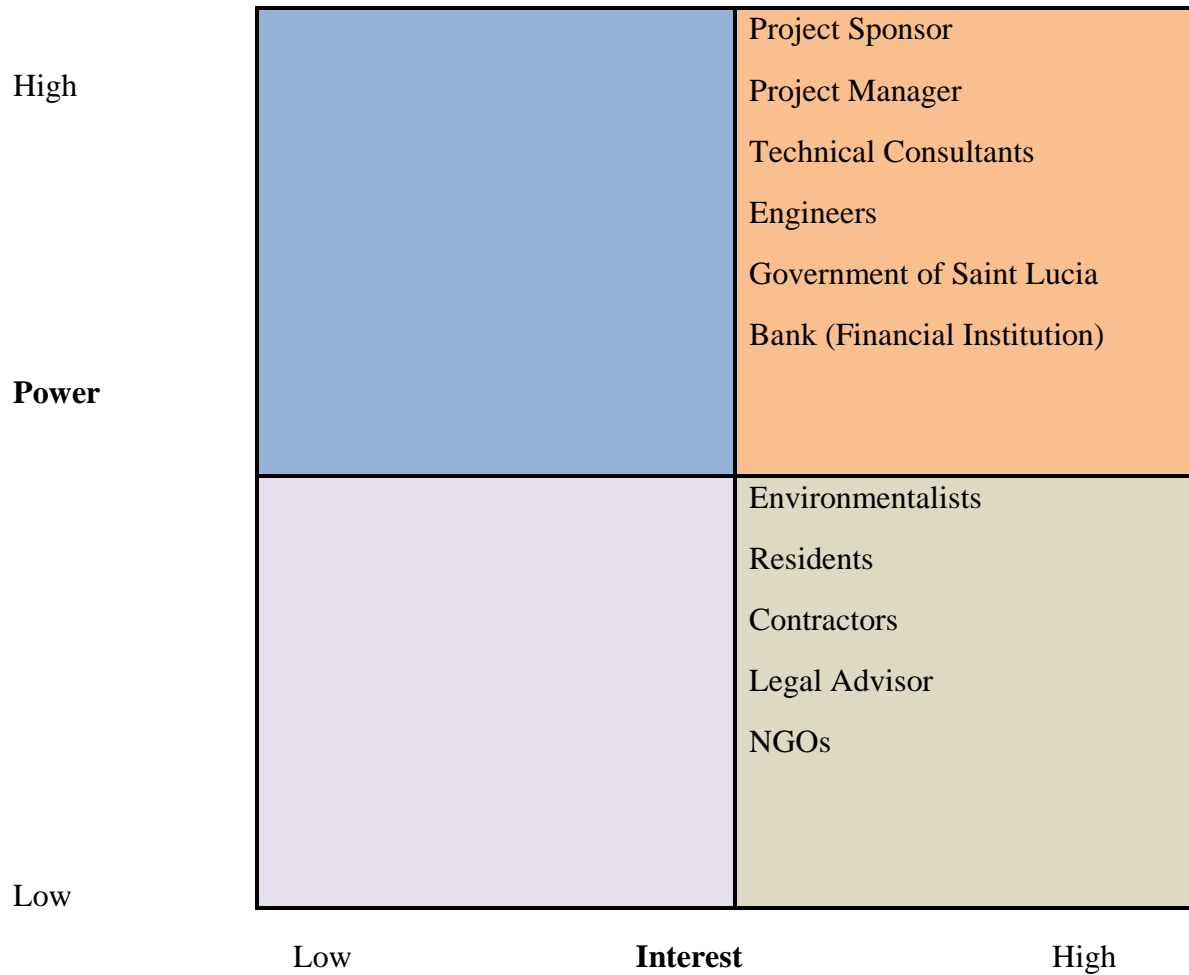 High
Power
Low
Project Sponsor
Project Manager
Technical Consultants
Engineers
Government of Saint Lucia
Bank (Financial Institution)
Environmentalists
Residents
Contractors
Legal Advisor
NGOs
Low Interest High